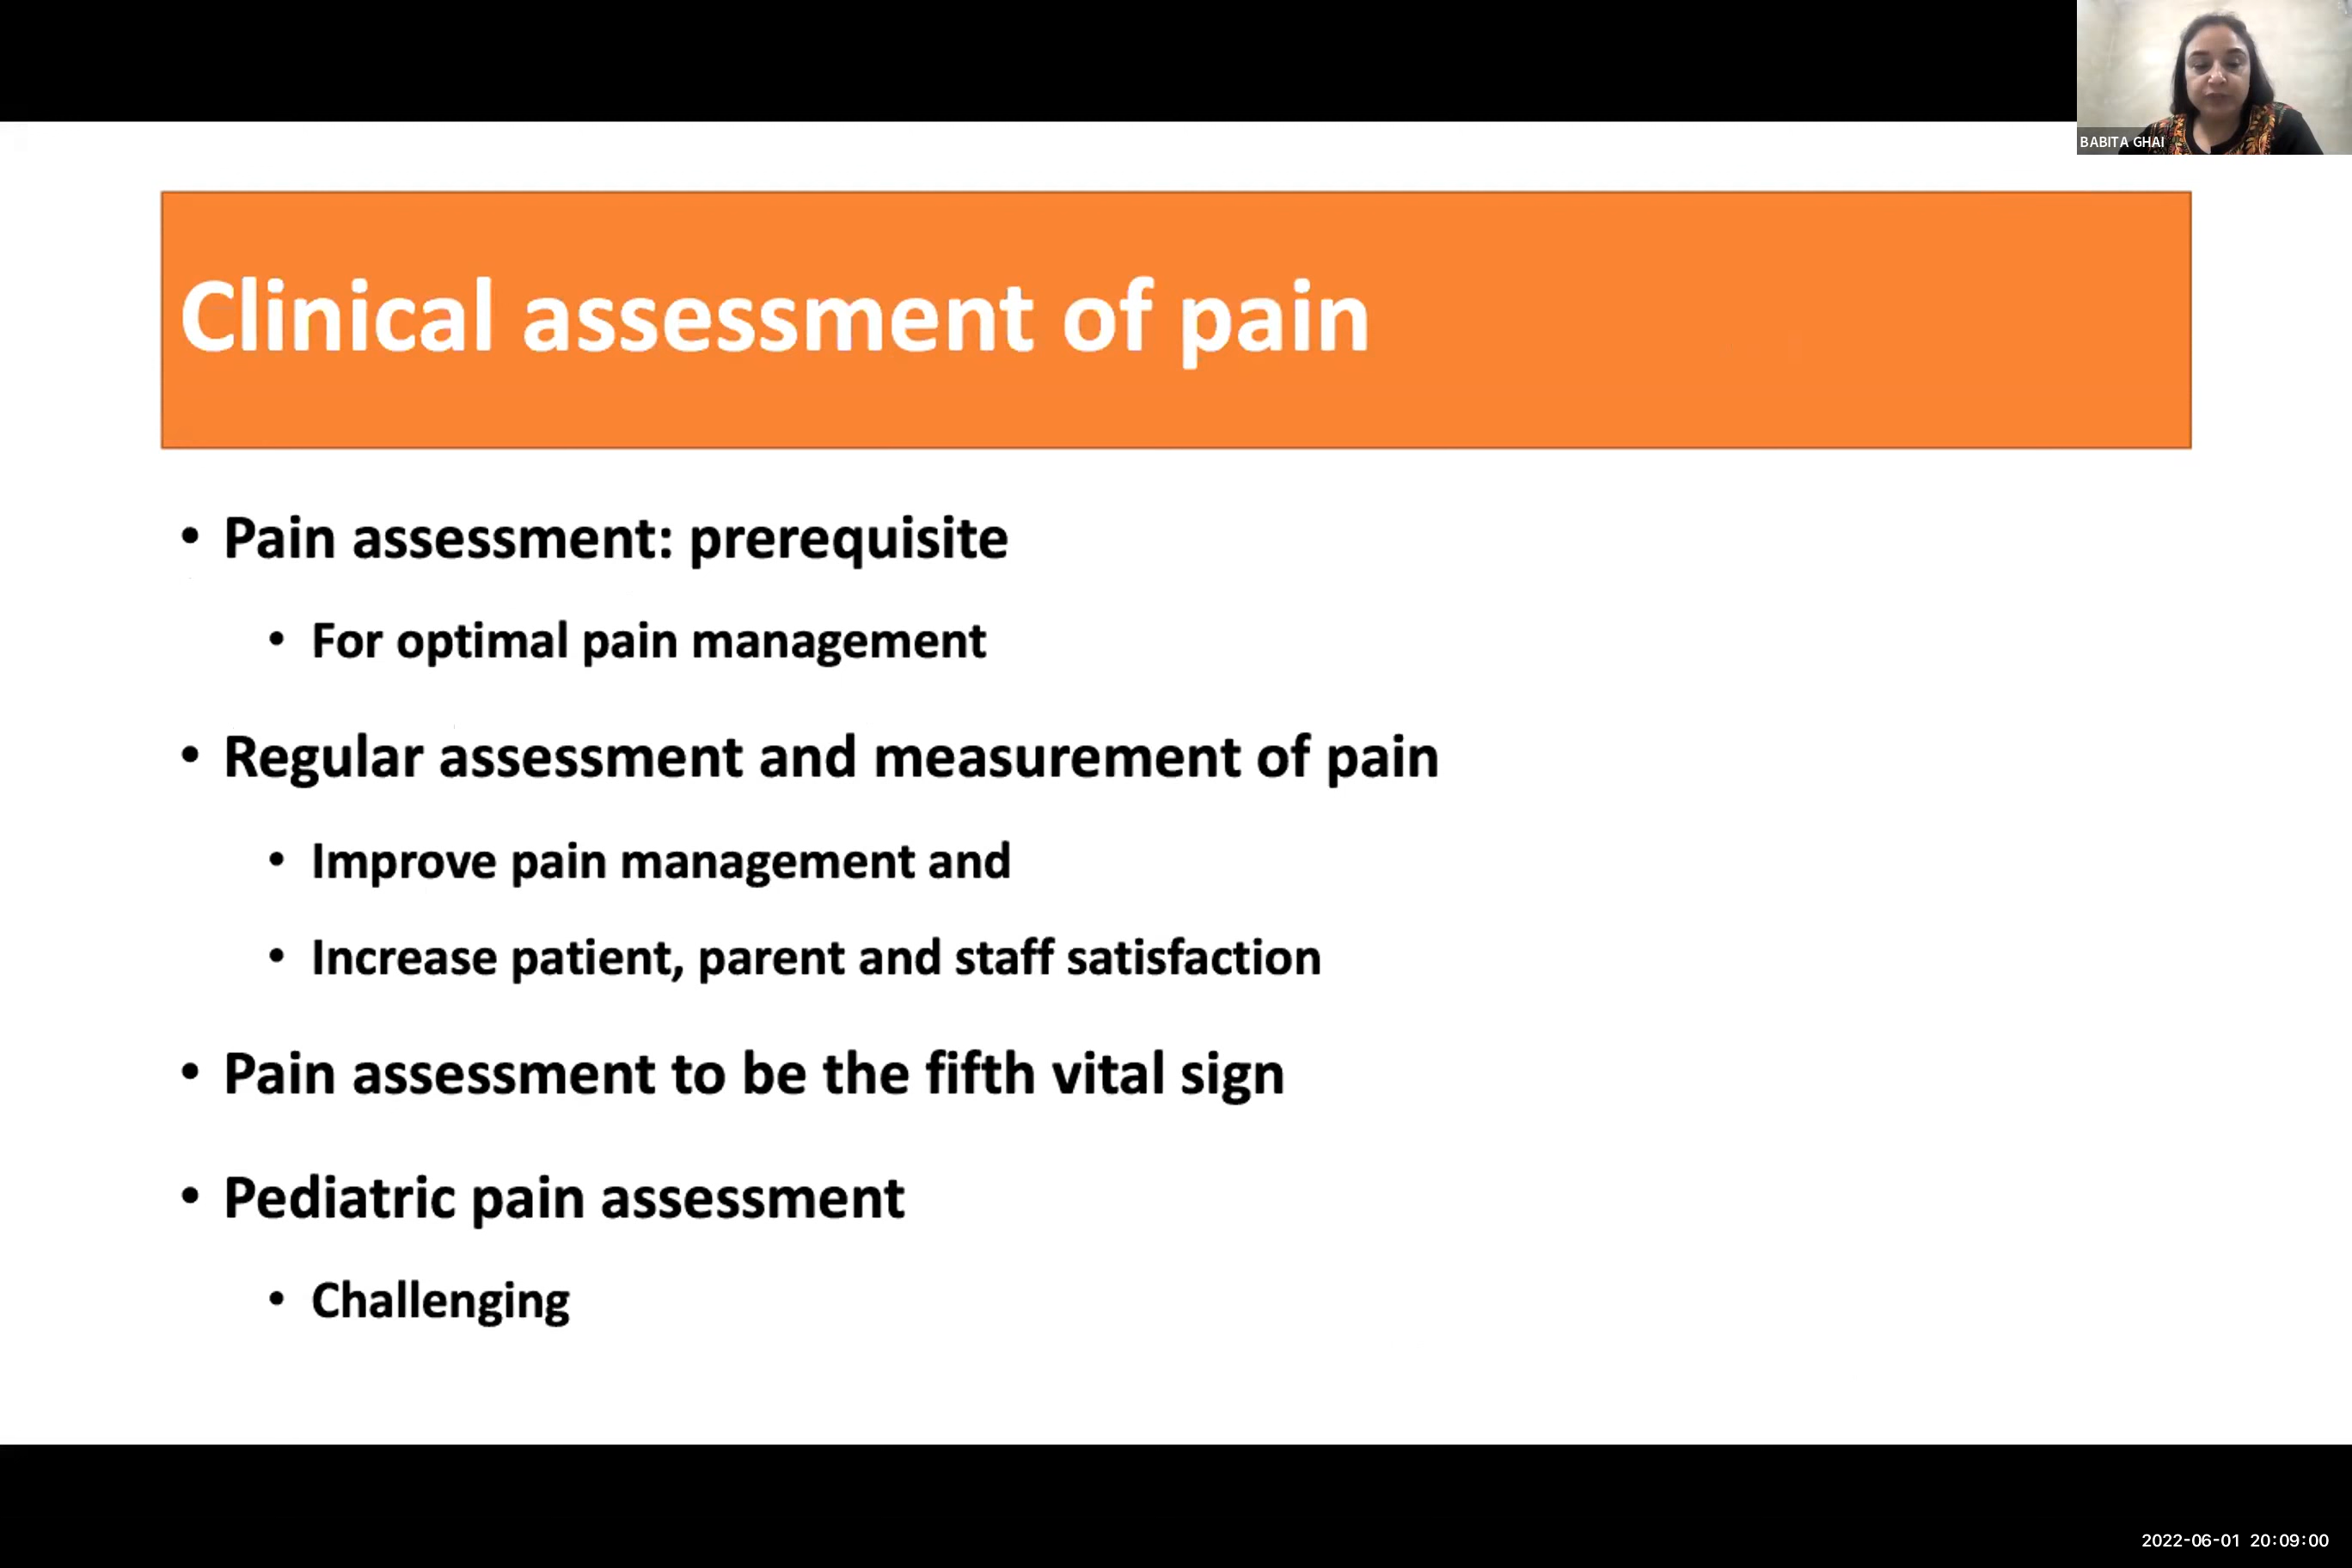 BABITA GHAI
Clinical assessment of pain
• Pain assessment: prerequisite
• For optimal pain management
• Regular assessment and measurement of pain
• Improve pain management and
• Increase patient, parent and staff satisfaction
• Pain assessment to be the fifth vital sign
• Pediatric pain assessment
• Challenging
2022-06-01 20:09:00